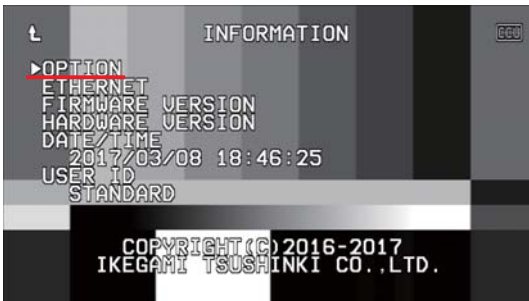 INFORMATION
CCU
▶OPTION
ETHERNET
FIRMWARE VERSION
HARDWARE VERSION
DATE/TIME
2017/03/08 18:46:25
USER ID
STANDARD
COPYRIGHT(C)2016-2017
IKEGAMI TSUSHINKI CO.,LTD.